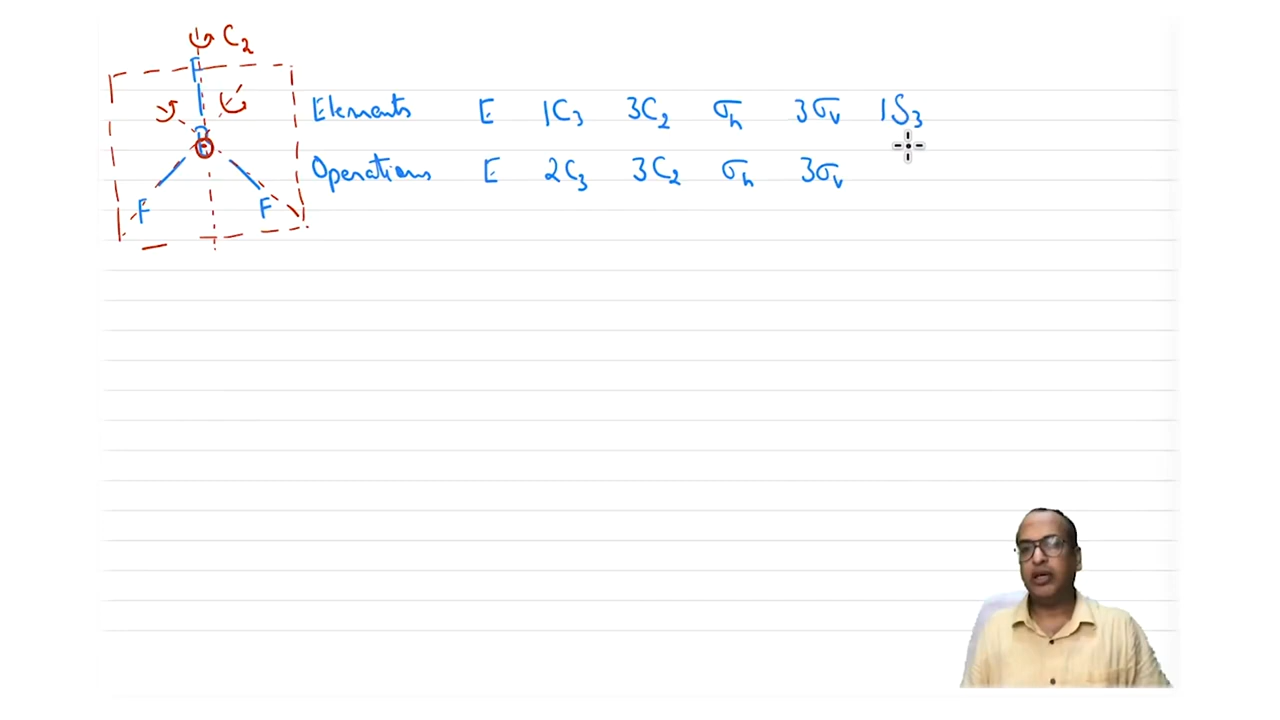 C₂
F
B
F F
Elements E 1C₃ 3C₂ σₕ 3σᵥ 1S₃
Operations E 2C₃ 3C₂ σₕ 3σᵥ